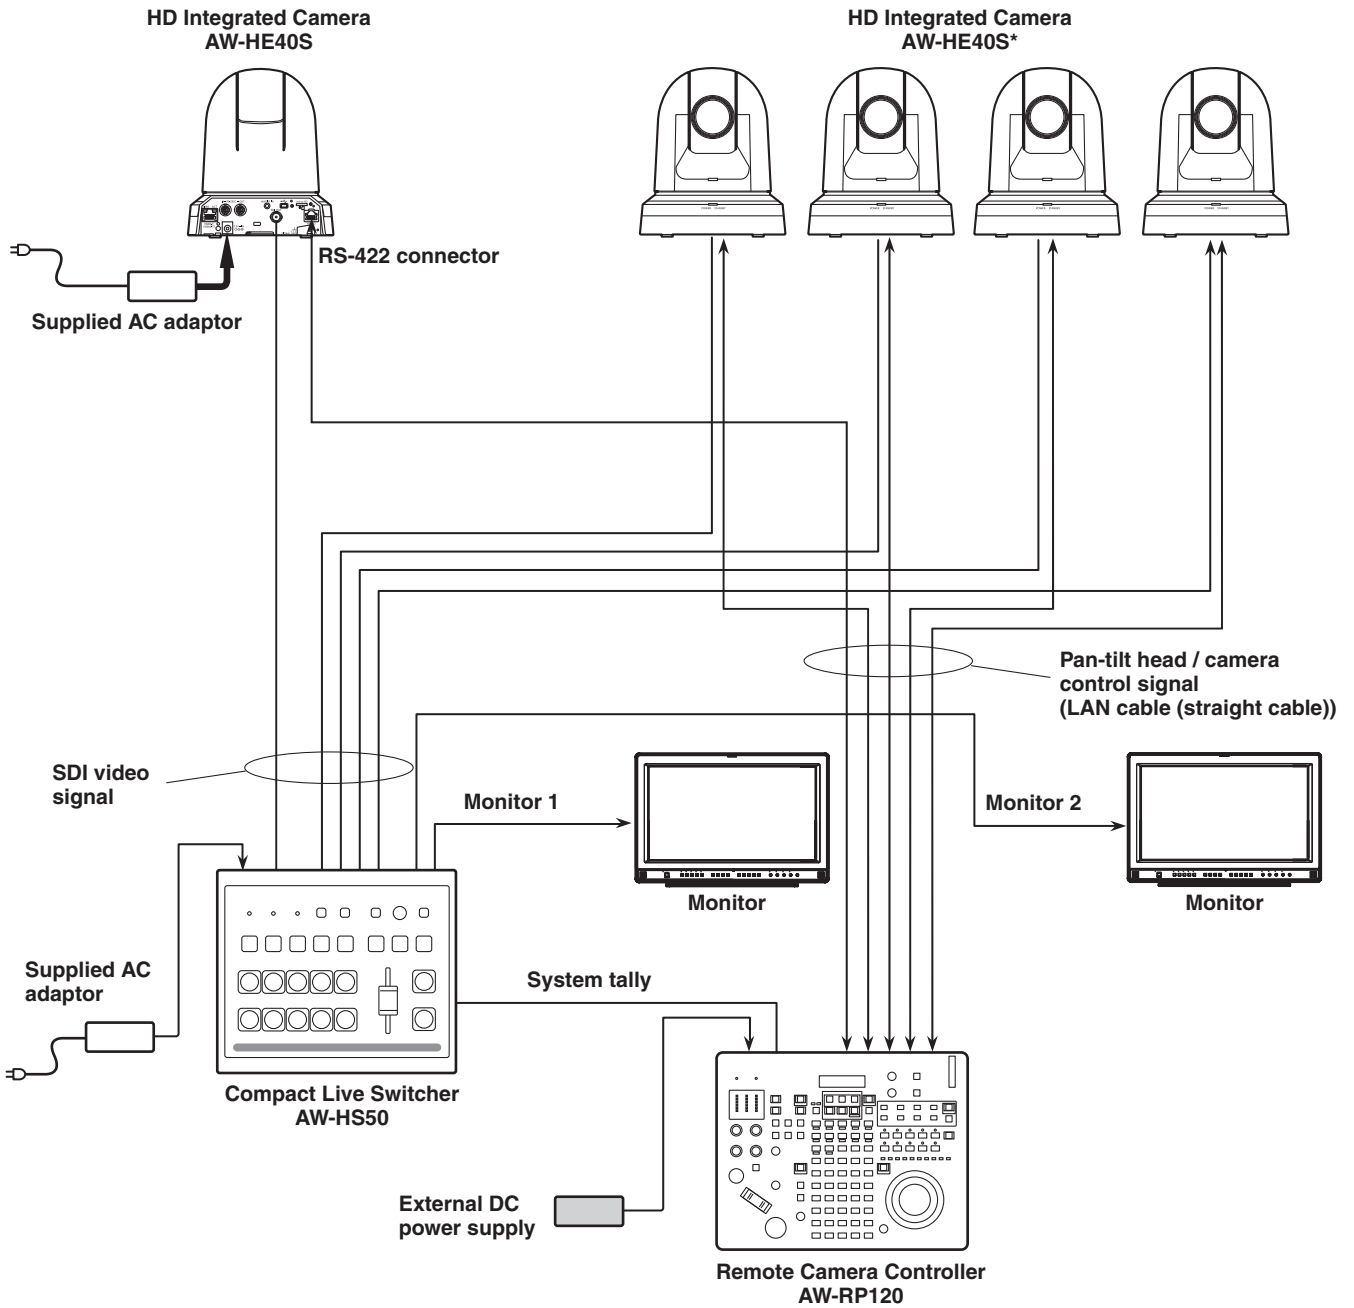 HD Integrated Camera
AW-HE40S
HD Integrated Camera
AW-HE40S*
RS-422 connector
Supplied AC adaptor
Pan-tilt head / camera
control signal
(LAN cable (straight cable))
SDI video
signal
Monitor 1
Monitor 2
Monitor
Monitor
Supplied AC
adaptor
System tally
Compact Live Switcher
AW-HS50
External DC
power supply
Remote Camera Controller
AW-RP120